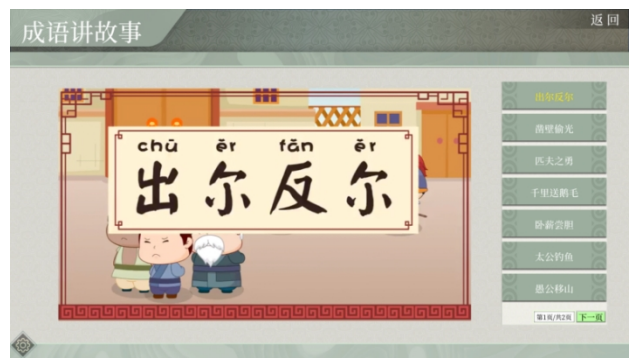 成语讲故事
返回
chū ěr fǎn ěr
出尔反尔
出尔反尔
凿壁偷光
匹夫之勇
千里送鹅毛
卧薪尝胆
太公钓鱼
愚公移山
第1页/共2页 下一页